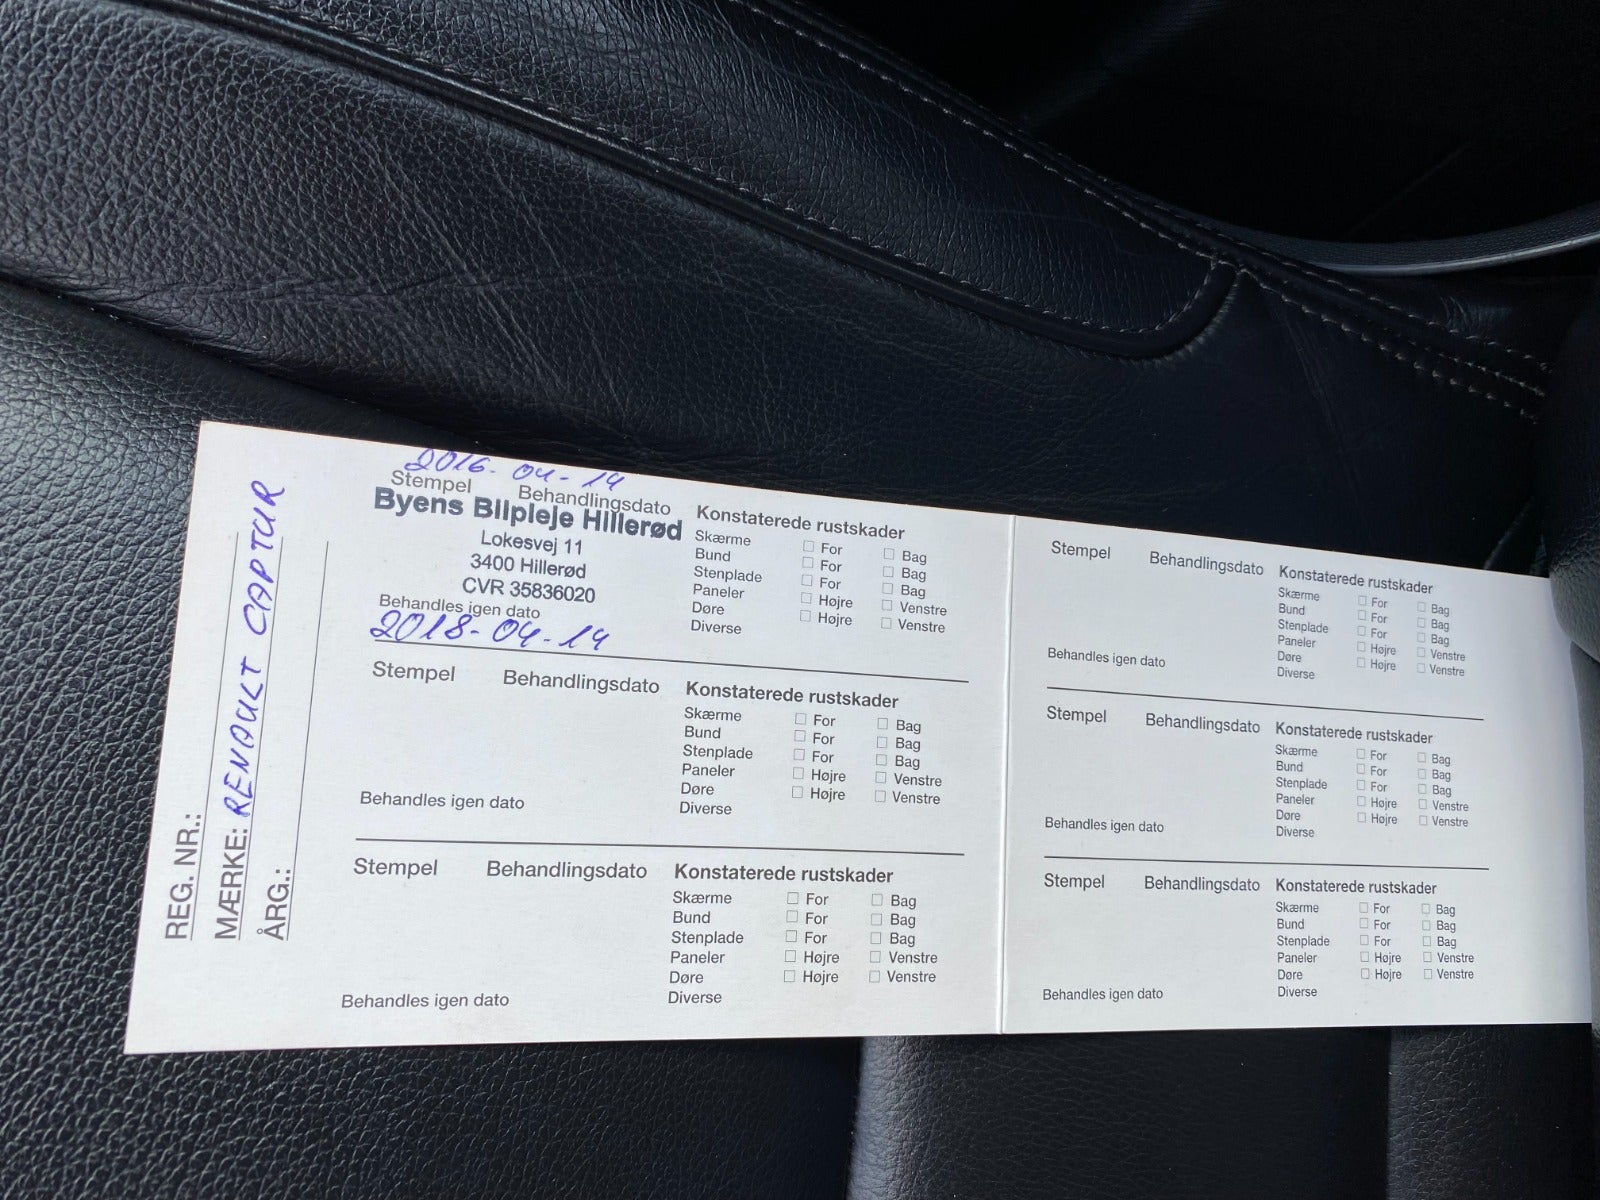 REG. NR.:
MÆRKE: RENAULT CAPTUR
ÅRG.:
2016-04-14
Stempel Behandlingsdato
Byens Bilpleje Hillerød
Lokesvej 11
3400 Hillerød
CVR 35836020
Behandles igen dato
2018-04-14
Konstaterede rustskader
Skærme For Bag
Bund For Bag
Stenplade For Bag
Paneler Højre Venstre
Døre Højre Venstre
Diverse
Stempel Behandlingsdato
Behandles igen dato
Konstaterede rustskader
Skærme For Bag
Bund For Bag
Stenplade For Bag
Paneler Højre Venstre
Døre Højre Venstre
Diverse
Stempel Behandlingsdato
Behandles igen dato
Konstaterede rustskader
Skærme For Bag
Bund For Bag
Stenplade For Bag
Paneler Højre Venstre
Døre Højre Venstre
Diverse
Stempel Behandlingsdato
Behandles igen dato
Konstaterede rustskader
Skærme For Bag
Bund For Bag
Stenplade For Bag
Paneler Højre Venstre
Døre Højre Venstre
Diverse
Stempel Behandlingsdato
Behandles igen dato
Konstaterede rustskader
Skærme For Bag
Bund For Bag
Stenplade For Bag
Paneler Højre Venstre
Døre Højre Venstre
Diverse
Stempel Behandlingsdato
Behandles igen dato
Konstaterede rustskader
Skærme For Bag
Bund For Bag
Stenplade For Bag
Paneler Højre Venstre
Døre Højre Venstre
Diverse